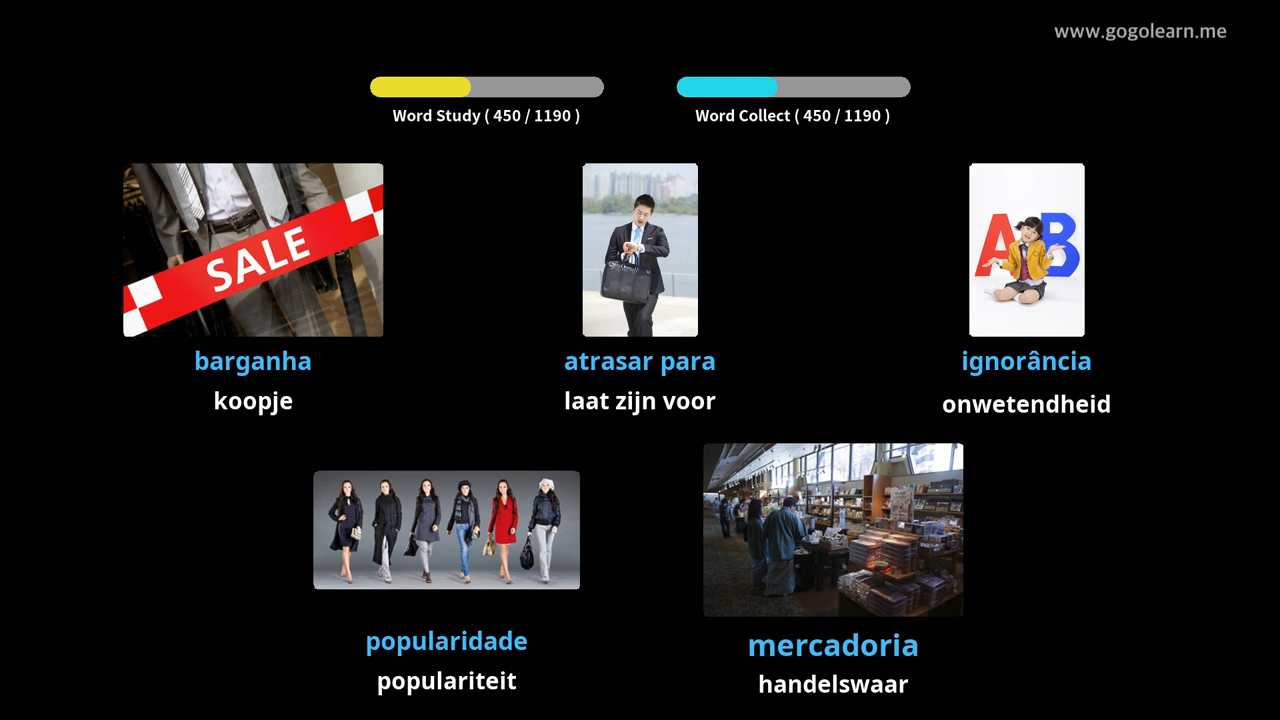 www.gogolearn.me
Word Study ( 450 / 1190 )
Word Collect ( 450 / 1190 )
SALE
A B
barganha
koopje
atrasar para
laat zijn voor
ignorância
onwetendheid
popularidade
populariteit
mercadoria
handelswaar